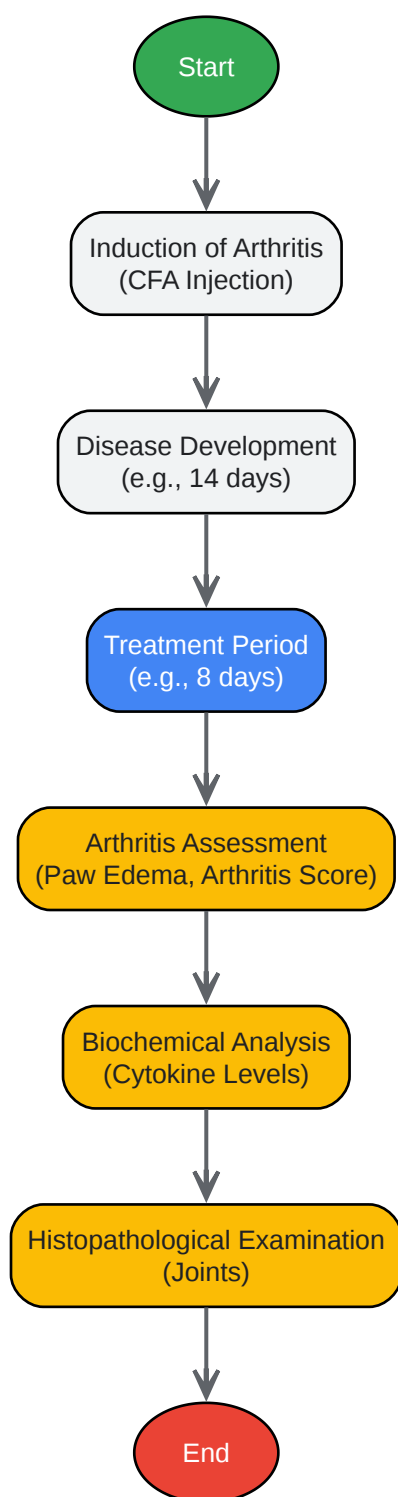 Start
Induction of Arthritis
(CFA Injection)
Disease Development
(e.g., 14 days)
Treatment Period
(e.g., 8 days)
Arthritis Assessment
(Paw Edema, Arthritis Score)
Biochemical Analysis
(Cytokine Levels)
Histopathological Examination
(Joints)
End